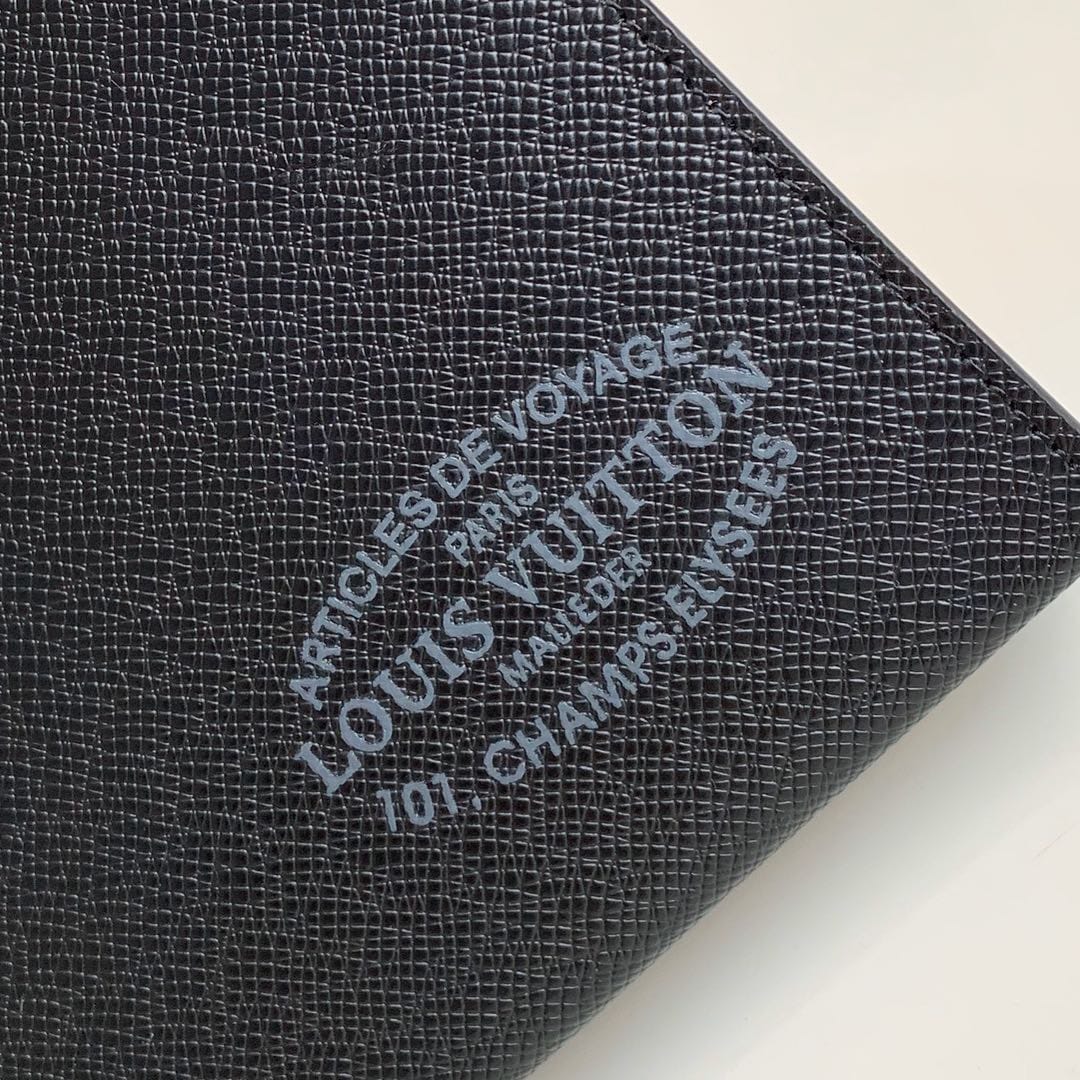 ARTICLES DE VOYAGE
PARIS
LOUIS VUITTON
MALLEDER
101, CHAMPS-ELYSEES